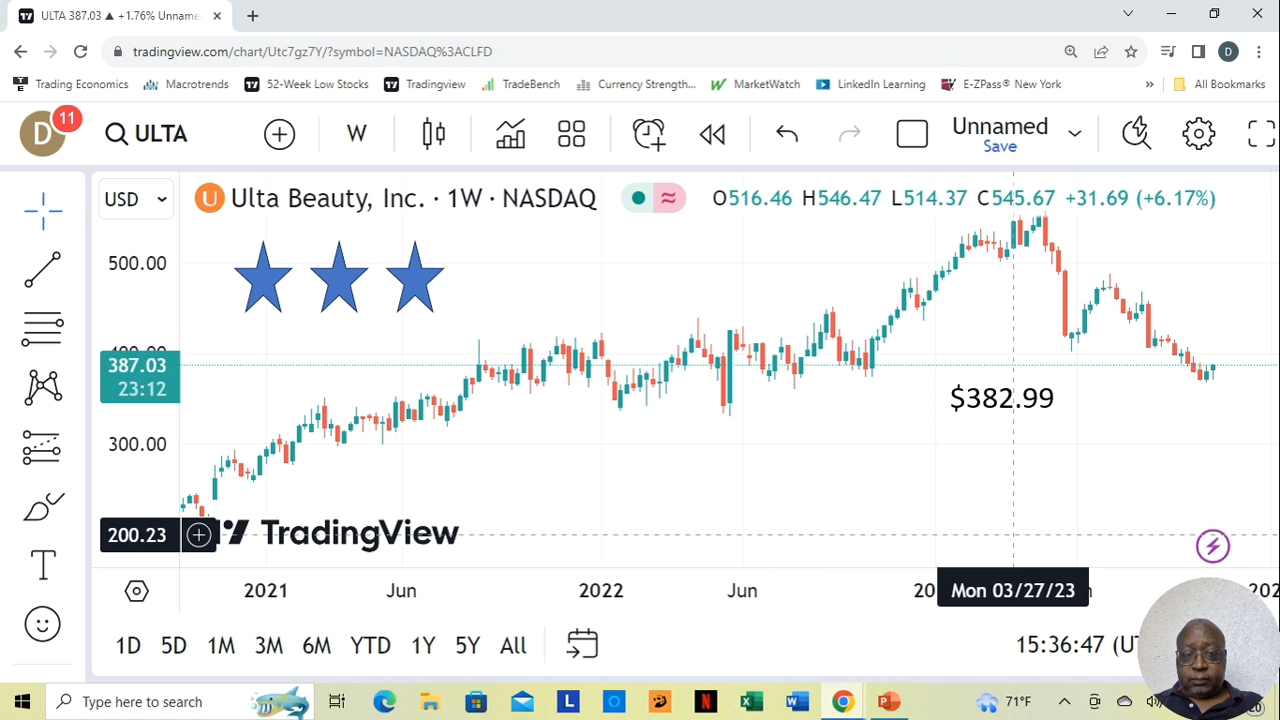 ULTA 387.03 ▲ +1.76% Unname
tradingview.com/chart/Utc7gz7Y/?symbol=NASDAQ%3ACLFD
D
Trading Economics
Macrotrends
52-Week Low Stocks
Tradingview
TradeBench
Currency Strength...
MarketWatch
LinkedIn Learning
E-ZPass® New York
» All Bookmarks
D
11
ULTA
W
Unnamed
Save
USD
U
Ulta Beauty, Inc. · 1W · NASDAQ
O516.46 H546.47 L514.37 C545.67 +31.69 (+6.17%)
500.00
400.00
387.03
23:12
$382.99
300.00
200.23
TradingView
2021
Jun
2022
Jun
Mon 03/27/23
1D
5D
1M
3M
6M
YTD
1Y
5Y
All
15:36:47 (UT
Type here to search
71°F